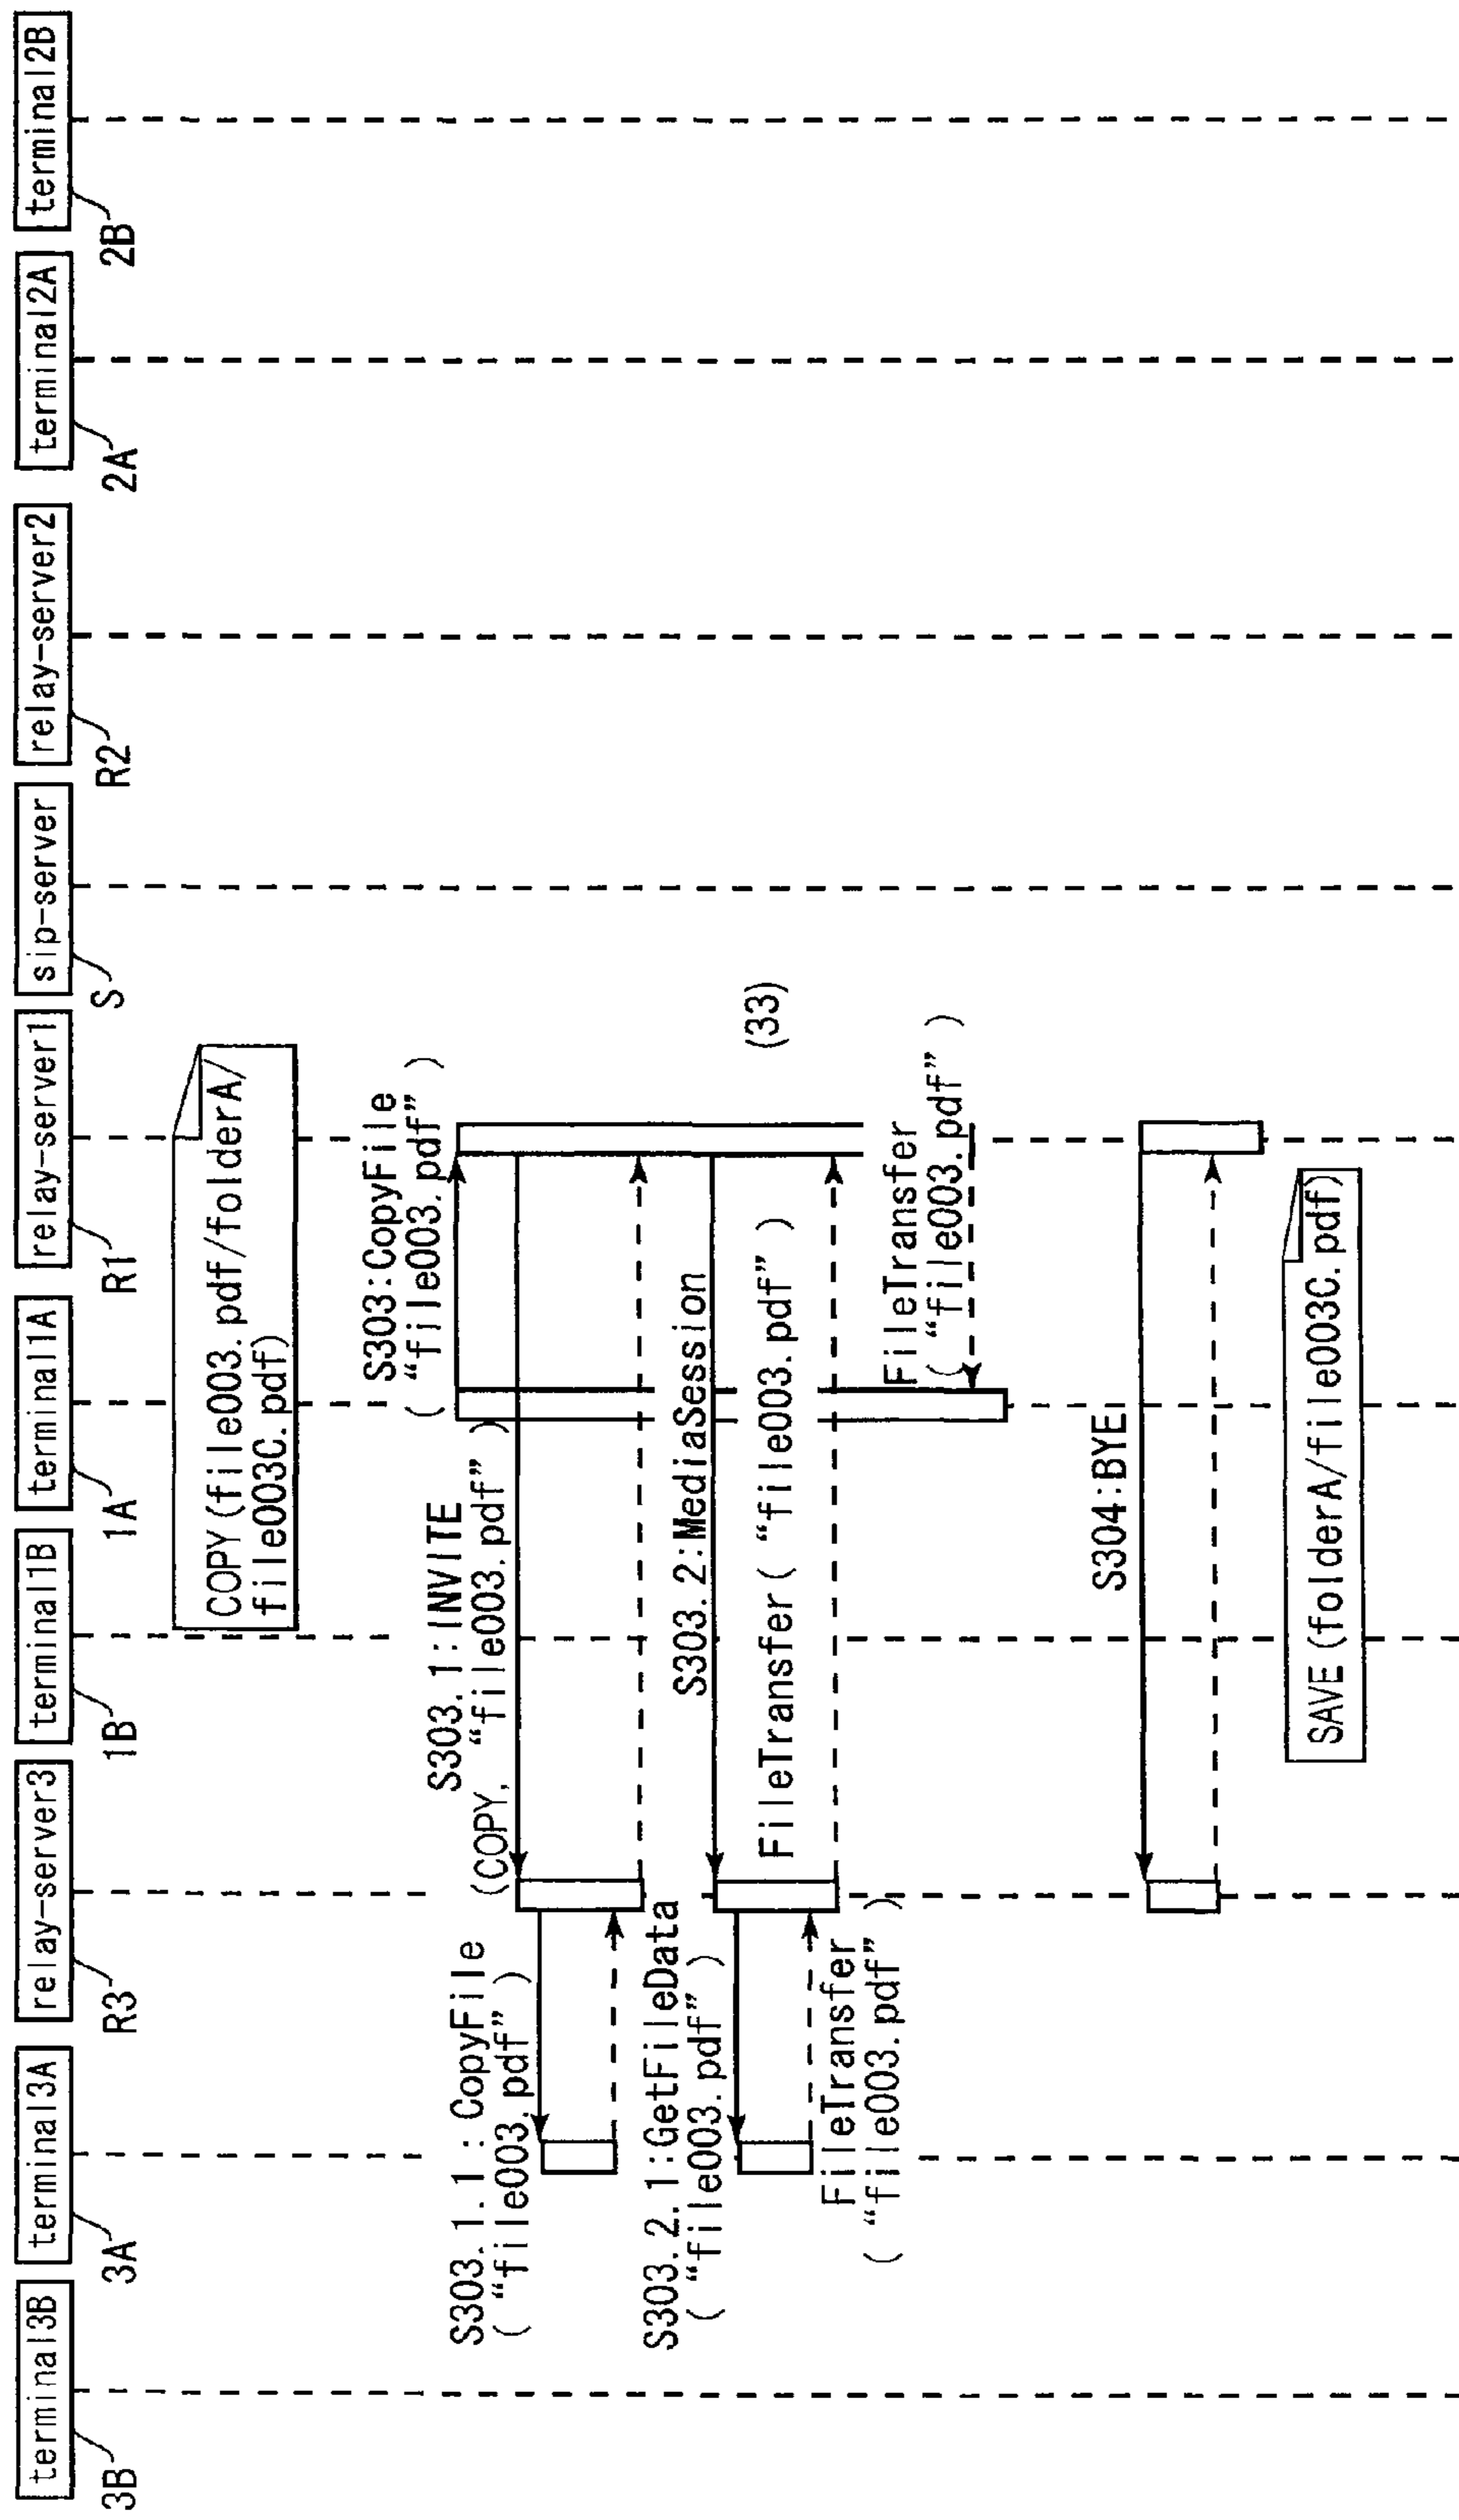 terminal3B
terminal3A
relay-server3
terminal1B
terminal1A
relay-server1
sip-server
relay-server2
terminal2A
terminal2B
3B
3A
R3
1B
1A
R1
S
R2
2A
2B
COPY(file003.pdf/folderA/
file003C.pdf)
S303:CopyFile
( “file003.pdf” )
S303.1:INVITE
(COPY, “file003.pdf” )
S303.1.1: CopyFile
( “file003.pdf” )
S303.2.1:GetFileData
( “file003.pdf” )
S303.2:MediaSession
(33)
FileTransfer( “file003.pdf” )
FileTransfer
( “file003.pdf” )
FileTransfer
( “file003.pdf” )
S304:BYE
SAVE(folderA/file003C.pdf)